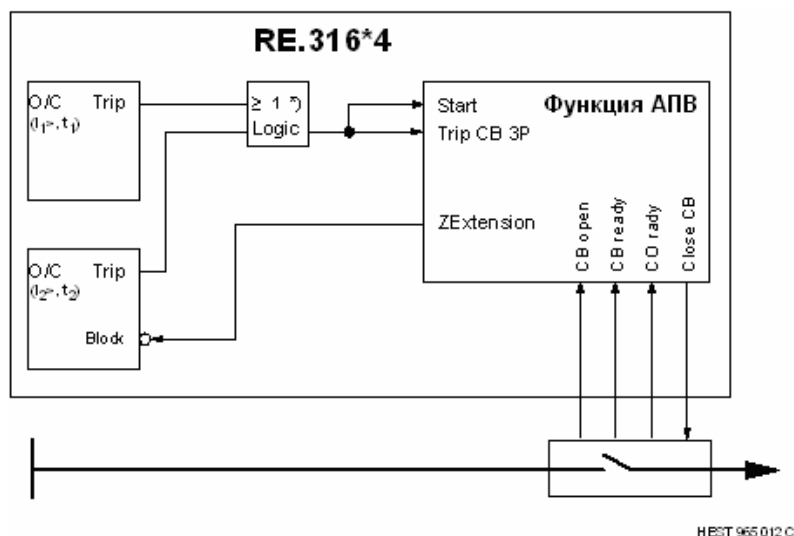 RE.316*4
O/C Trip
(I₁>,t₁)
≥ 1 *)
Logic
Start
Функция АПВ
Trip CB 3P
ZExtension
CB open
CB ready
CO rady
Close CB
O/C Trip
(I₂>,t₂)
Block
HEST 965 012 C